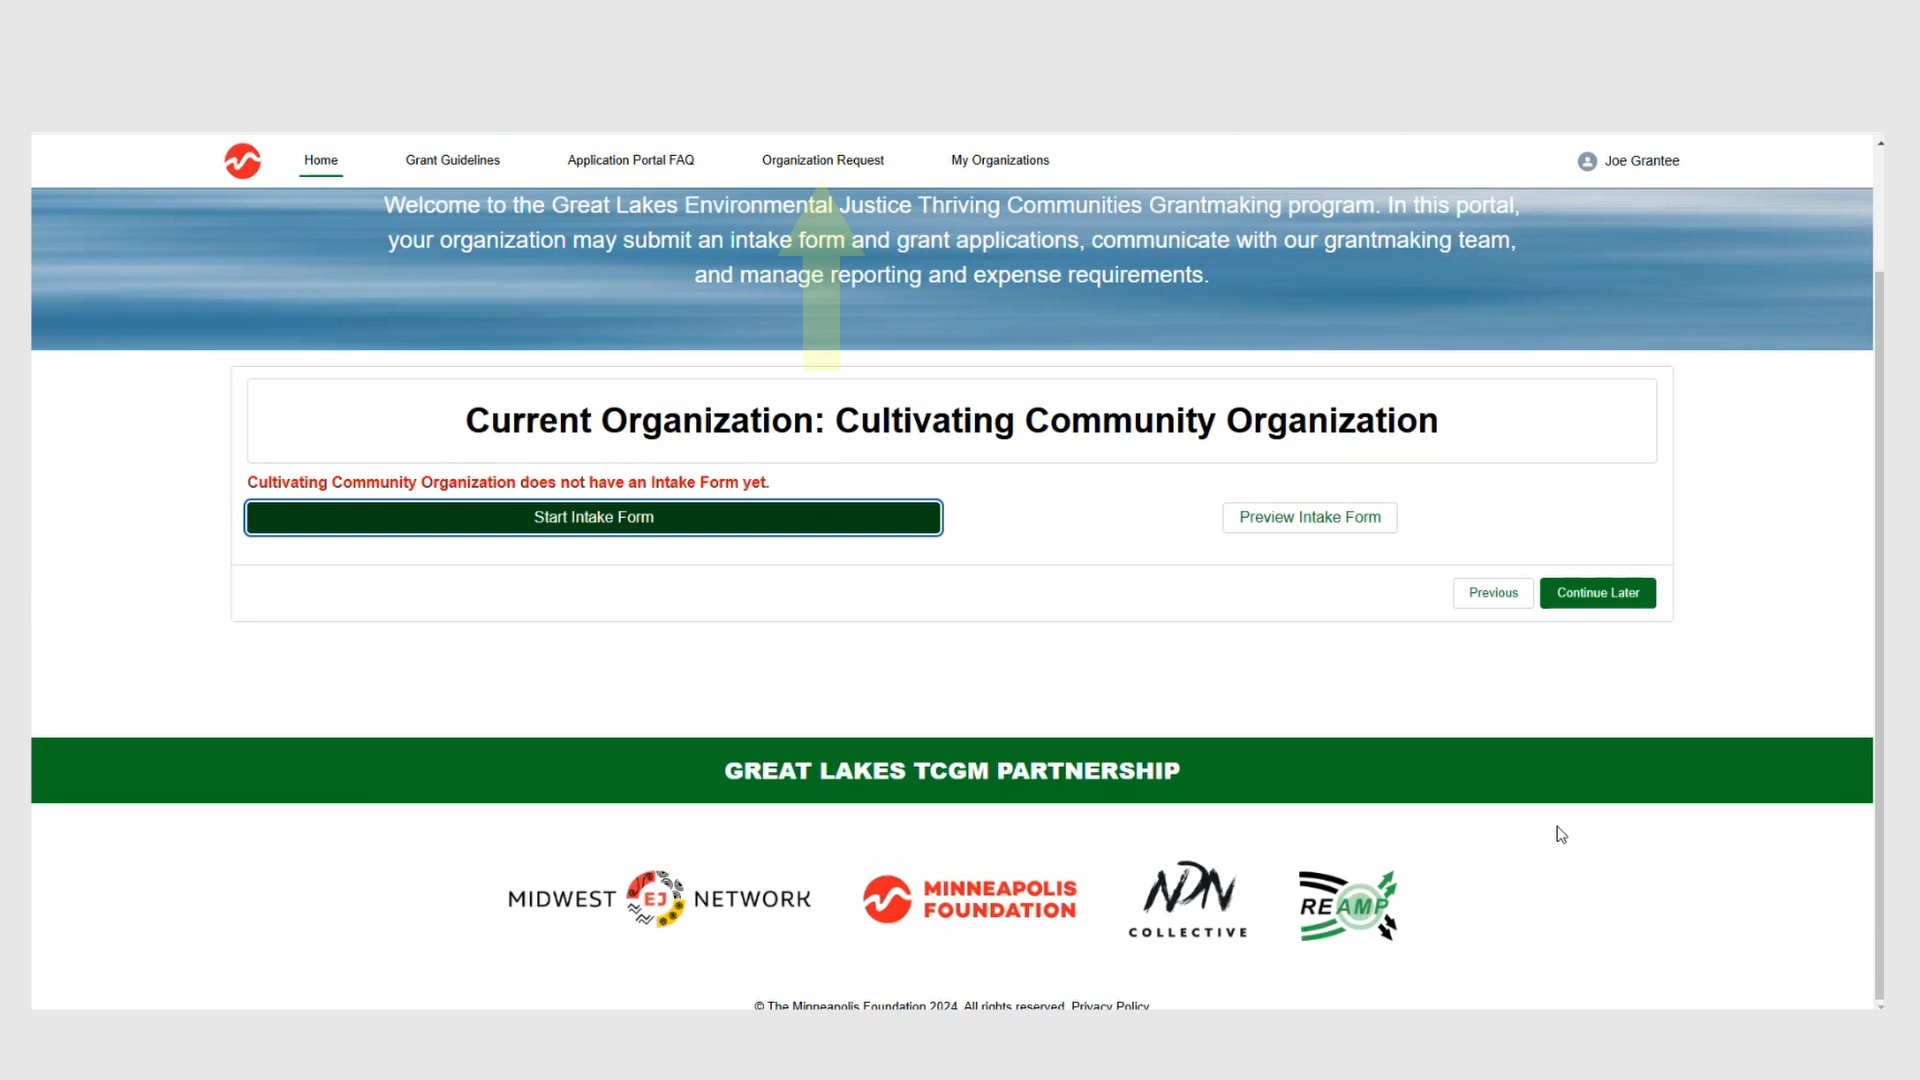 Home Grant Guidelines Application Portal FAQ Organization Request My Organizations Joe Grantee
Welcome to the Great Lakes Environmental Justice Thriving Communities Grantmaking program. In this portal,
your organization may submit an intake form and grant applications, communicate with our grantmaking team,
and manage reporting and expense requirements.
Current Organization: Cultivating Community Organization
Cultivating Community Organization does not have an Intake Form yet.
Start Intake Form Preview Intake Form
Previous Continue Later
GREAT LAKES TCGM PARTNERSHIP
MIDWEST EJ NETWORK
MINNEAPOLIS
FOUNDATION
NDN
COLLECTIVE
REAMP
© The Minneapolis Foundation 2024. All rights reserved. Privacy Policy